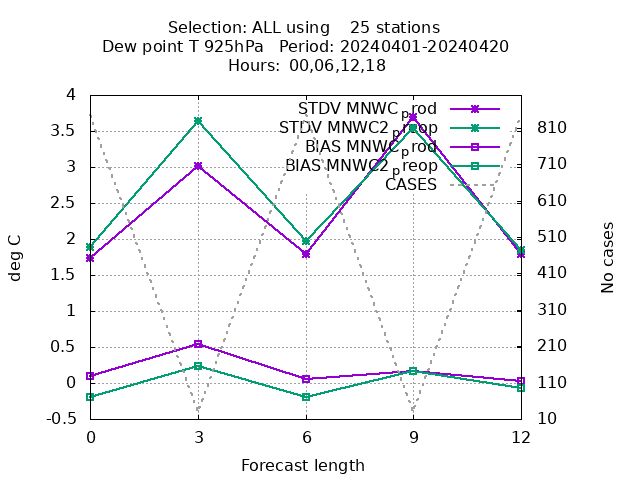 Selection: ALL using    25 stations
Dew point T 925hPa   Period: 20240401-20240420
Hours:  00,06,12,18
STDV MNWC_prod
STDV MNWC2_preop
BIAS MNWC_prod
BIAS MNWC2_preop
CASES
4
3.5
3
2.5
2
1.5
1
0.5
0
-0.5
deg C
810
710
610
510
410
310
210
110
10
No cases
0 3 6 9 12
Forecast length